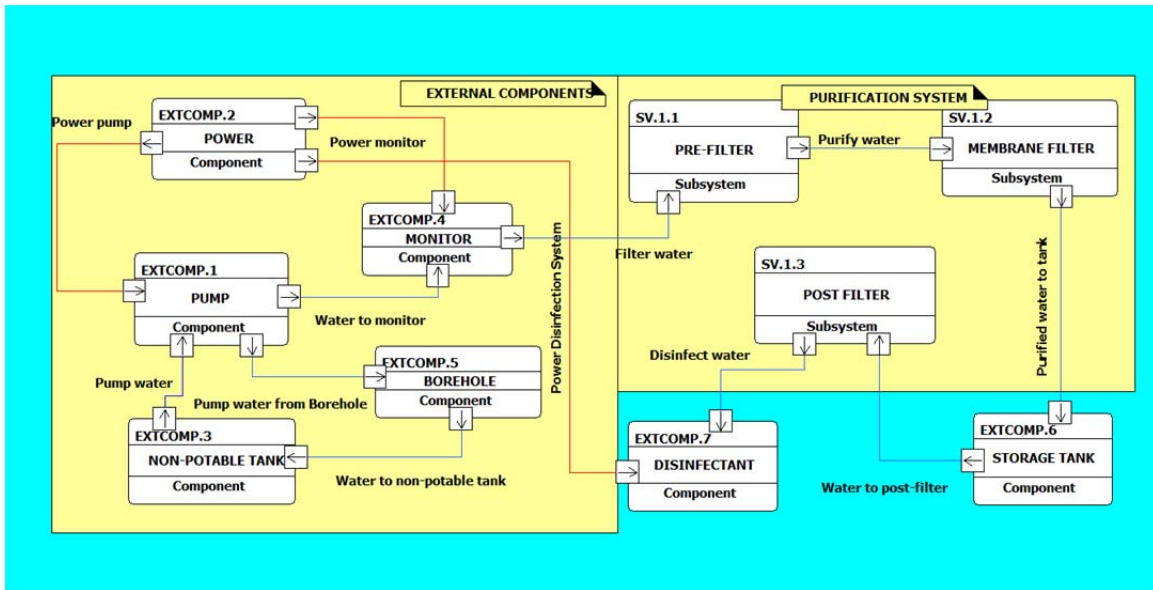 EXTERNAL COMPONENTS
PURIFICATION SYSTEM
EXTCOMP.2
POWER
Component
Power pump
Power monitor
EXTCOMP.4
MONITOR
Component
EXTCOMP.1
PUMP
Component
Water to monitor
EXTCOMP.5
BOREHOLE
Component
Pump water
Pump water from Borehole
EXTCOMP.3
NON-POTABLE TANK
Component
Water to non-potable tank
Power Disinfection System
SV.1.1
PRE-FILTER
Subsystem
Purify water
SV.1.2
MEMBRANE FILTER
Subsystem
Filter water
SV.1.3
POST FILTER
Subsystem
Purified water to tank
Disinfect water
EXTCOMP.7
DISINFECTANT
Component
Water to post-filter
EXTCOMP.6
STORAGE TANK
Component